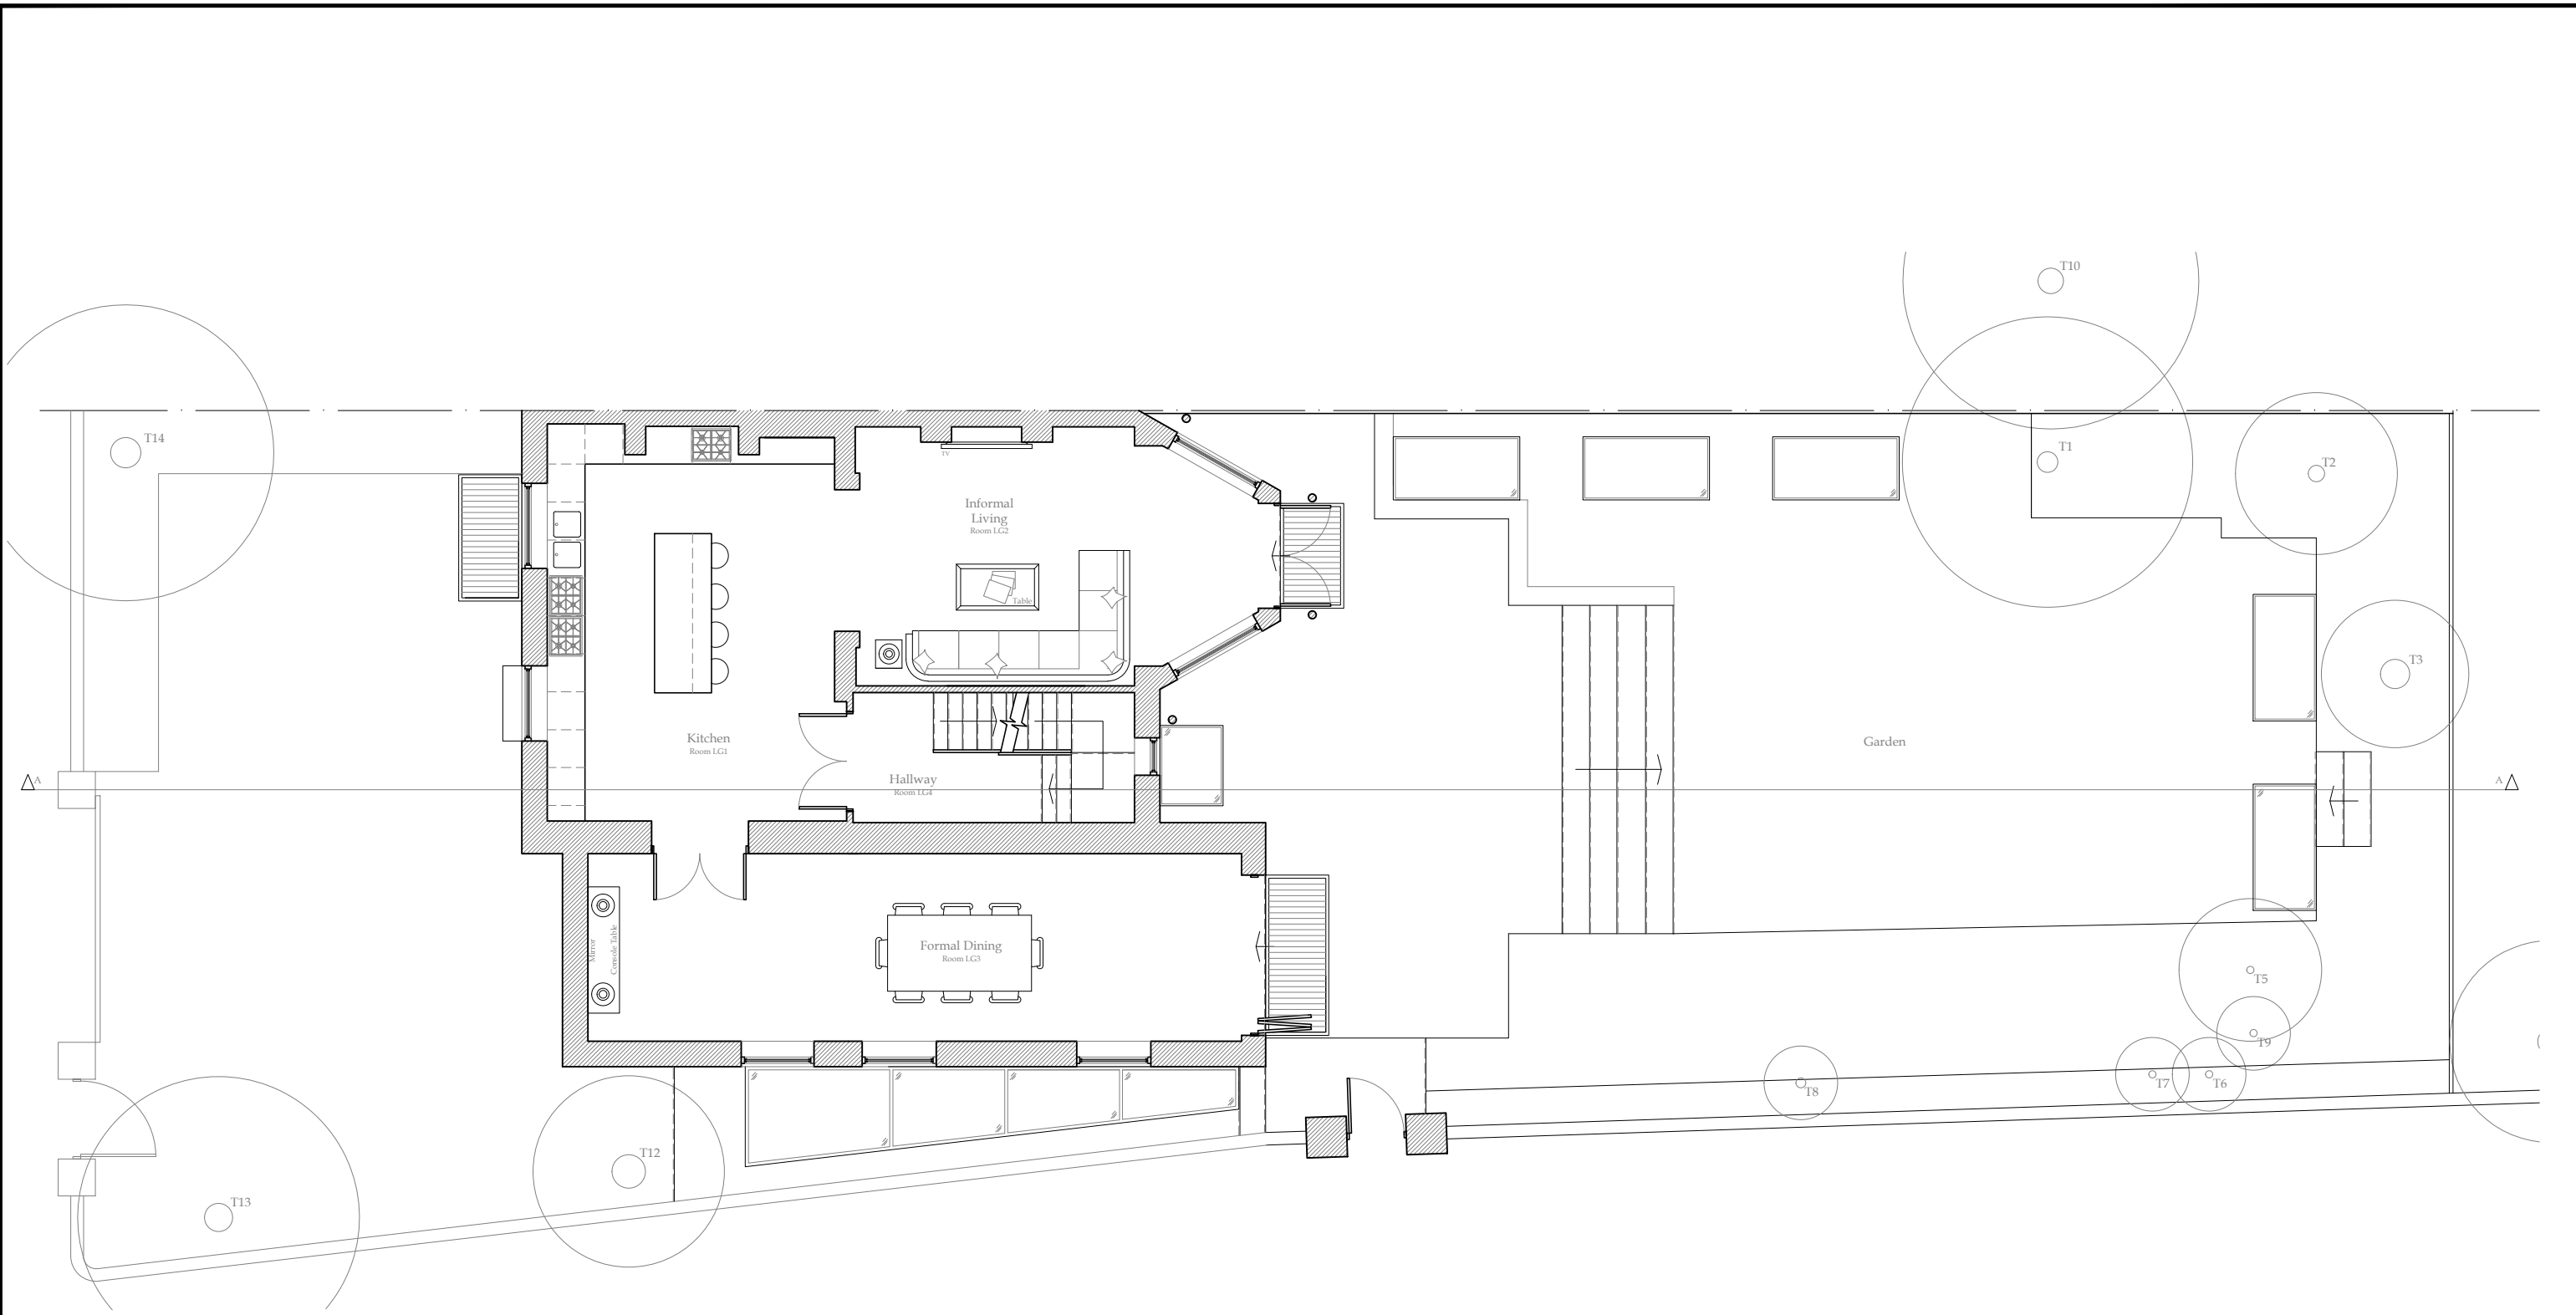 T10
T14
T1
T2
TV
Informal
Living
Room LG2
Table
T3
Kitchen
Room LG1
Garden
Hallway
Room LG4
A
A
Mirror
Console Table
Formal Dining
Room LG3
T5
T9
T7
T6
T8
T12
T13